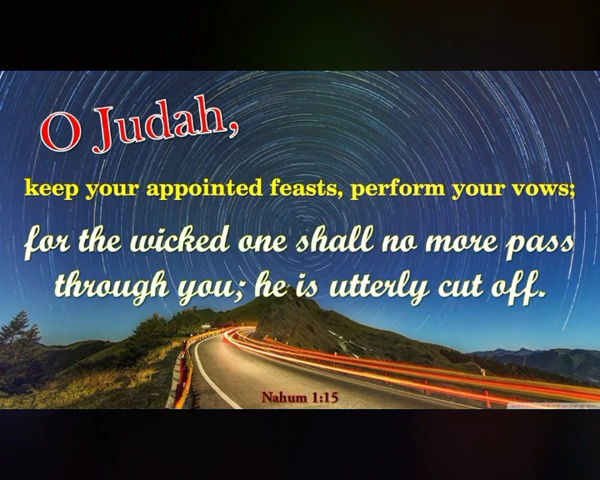 O Judah,
keep your appointed feasts, perform your vows;
for the wicked one shall no more pass
through you; he is utterly cut off.
Nahum 1:15